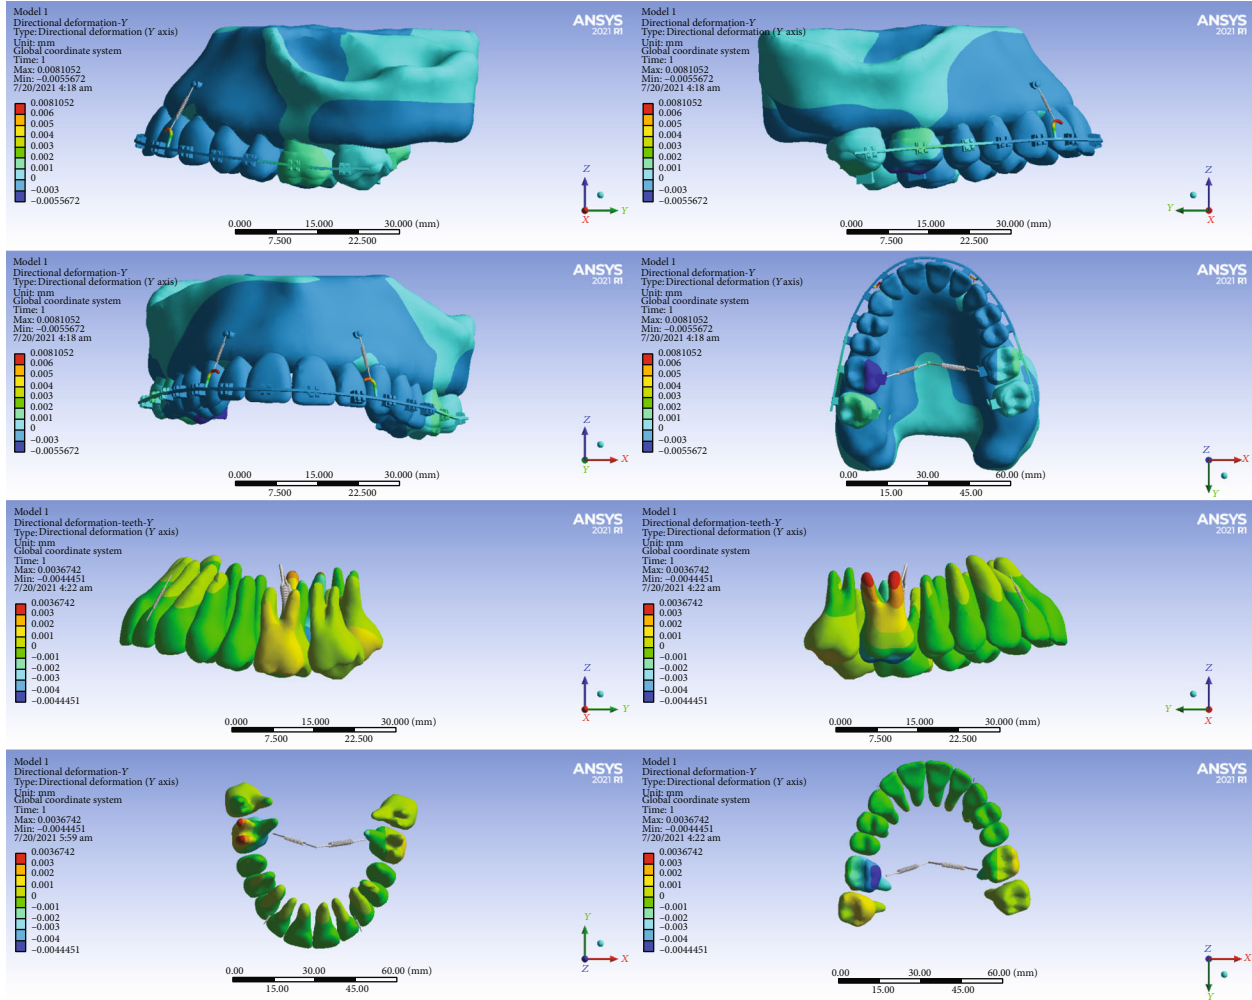 Model 1
Directional deformation-Y
Type: Directional deformation (Y axis)
Unit: mm
Global coordinate system
Time: 1
Max: 0.0081052
Min: –0.0055672
7/20/2021 4:18 am
0.0081052
0.006
0.005
0.004
0.003
0.002
0.001
0
–0.003
–0.0055672
ANSYS
2021 R1
Z
X
Y
0.000 15.000 30.000 (mm)
7.500 22.500
Model 1
Directional deformation-Y
Type: Directional deformation (Y axis)
Unit: mm
Global coordinate system
Time: 1
Max: 0.0081052
Min: –0.0055672
7/20/2021 4:18 am
0.0081052
0.006
0.005
0.004
0.003
0.002
0.001
0
–0.003
–0.0055672
ANSYS
2021 R1
Z
Y
X
0.000 15.000 30.000 (mm)
7.500 22.500
Model 1
Directional deformation-Y
Type: Directional deformation (Y axis)
Unit: mm
Global coordinate system
Time: 1
Max: 0.0081052
Min: –0.0055672
7/20/2021 4:18 am
0.0081052
0.006
0.005
0.004
0.003
0.002
0.001
0
–0.003
–0.0055672
ANSYS
2021 R1
Z
Y
X
0.000 15.000 30.000 (mm)
7.500 22.500
Model 1
Directional deformation-Y
Type: Directional deformation (Y axis)
Unit: mm
Global coordinate system
Time: 1
Max: 0.0081052
Min: –0.0055672
7/20/2021 4:18 am
0.0081052
0.006
0.005
0.004
0.003
0.002
0.001
0
–0.003
–0.0055672
ANSYS
2021 R1
Z
X
Y
0.00 30.00 60.00 (mm)
15.00 45.00
Model 1
Directional deformation-teeth-Y
Type: Directional deformation (Y axis)
Unit: mm
Global coordinate system
Time: 1
Max: 0.0036742
Min: –0.0044451
7/20/2021 4:22 am
0.0036742
0.003
0.002
0.001
0
–0.001
–0.002
–0.003
–0.004
–0.0044451
ANSYS
2021 R1
Z
X
Y
0.000 15.000 30.000 (mm)
7.500 22.500
Model 1
Directional deformation-teeth-Y
Type: Directional deformation (Y axis)
Unit: mm
Global coordinate system
Time: 1
Max: 0.0036742
Min: –0.0044451
7/20/2021 4:22 am
0.0036742
0.003
0.002
0.001
0
–0.001
–0.002
–0.003
–0.004
–0.0044451
ANSYS
2021 R1
Z
Y
X
0.000 15.000 30.000 (mm)
7.500 22.500
Model 1
Directional deformation-Y
Type: Directional deformation (Y axis)
Unit: mm
Global coordinate system
Time: 1
Max: 0.0036742
Min: –0.0044451
7/20/2021 5:59 am
0.0036742
0.003
0.002
0.001
0
–0.001
–0.002
–0.003
–0.004
–0.0044451
ANSYS
2021 R1
Y
Z
X
0.00 30.00 60.00 (mm)
15.00 45.00
Model 1
Directional deformation-Y
Type: Directional deformation (Y axis)
Unit: mm
Global coordinate system
Time: 1
Max: 0.0036742
Min: –0.0044451
7/20/2021 4:22 am
0.0036742
0.003
0.002
0.001
0
–0.001
–0.002
–0.003
–0.004
–0.0044451
ANSYS
2021 R1
Z
X
Y
0.00 30.00 60.00 (mm)
15.00 45.00